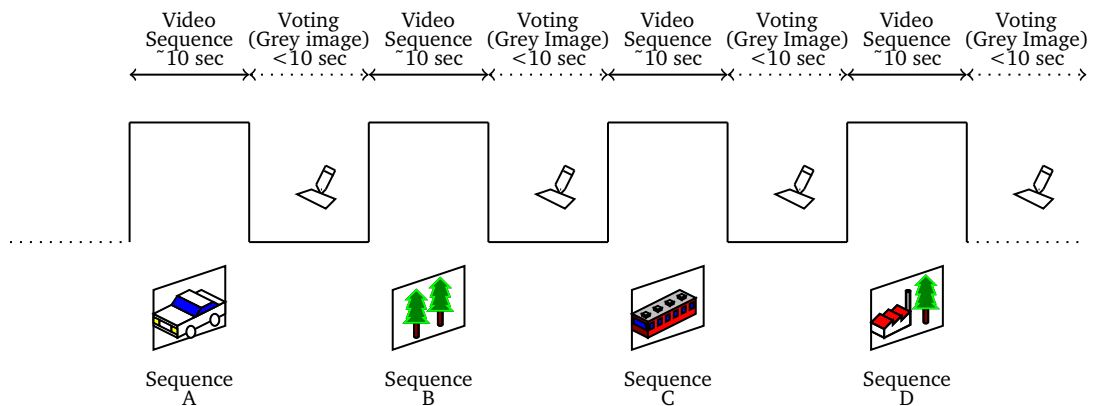 Video
Sequence
~10 sec
Voting
(Grey image)
<10 sec
Video
Sequence
~10 sec
Voting
(Grey Image)
<10 sec
Video
Sequence
~10 sec
Voting
(Grey Image)
<10 sec
Video
Sequence
~10 sec
Voting
(Grey Image)
<10 sec
Sequence
A
Sequence
B
Sequence
C
Sequence
D